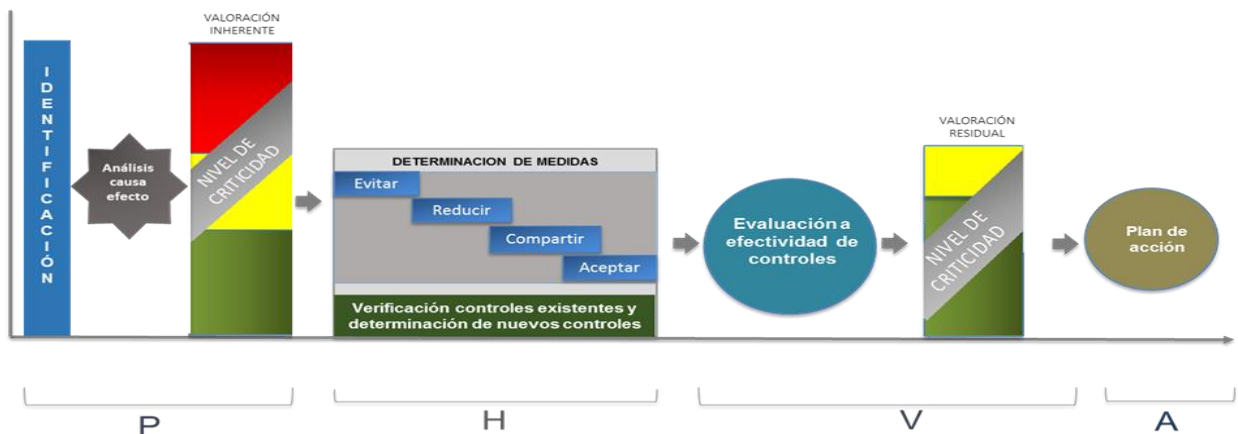 IDENTIFICACIÓN
Análisis
causa
efecto
VALORACIÓN
INHERENTE
NIVEL DE
CRITICIDAD
DETERMINACION DE MEDIDAS
Evitar
Reducir
Compartir
Aceptar
Verificación controles existentes y
determinación de nuevos controles
Evaluación a
efectividad de
controles
VALORACIÓN
RESIDUAL
NIVEL DE
CRITICIDAD
Plan de
acción
P
H
V
A